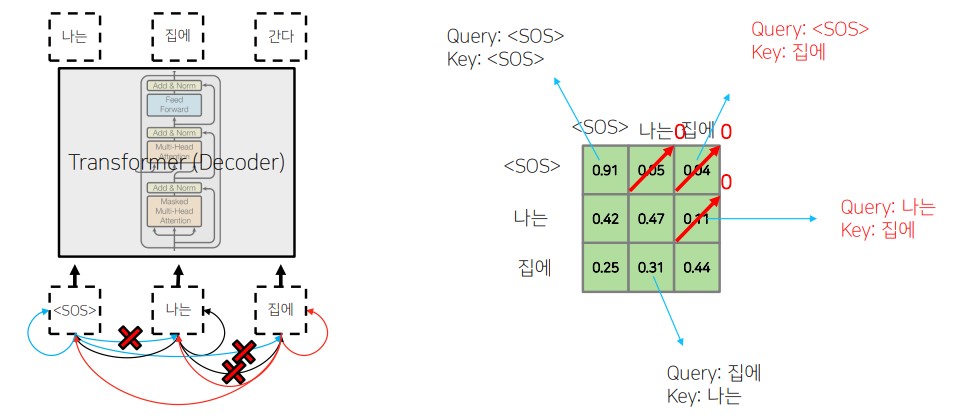 나는 집에 간다
Add & Norm
Feed
Forward
Add & Norm
Multi-Head
Attention
Transformer (Decoder)
Add & Norm
Masked
Multi-Head
Attention
<SOS> 나는 집에
Query: <SOS>
Key: <SOS>
Query: <SOS>
Key: 집에
<SOS> 나는 집에
0 0
<SOS> 0.91 0.05 0.04
0
나는 0.42 0.47 0.11
집에 0.25 0.31 0.44
Query: 나는
Key: 집에
Query: 집에
Key: 나는